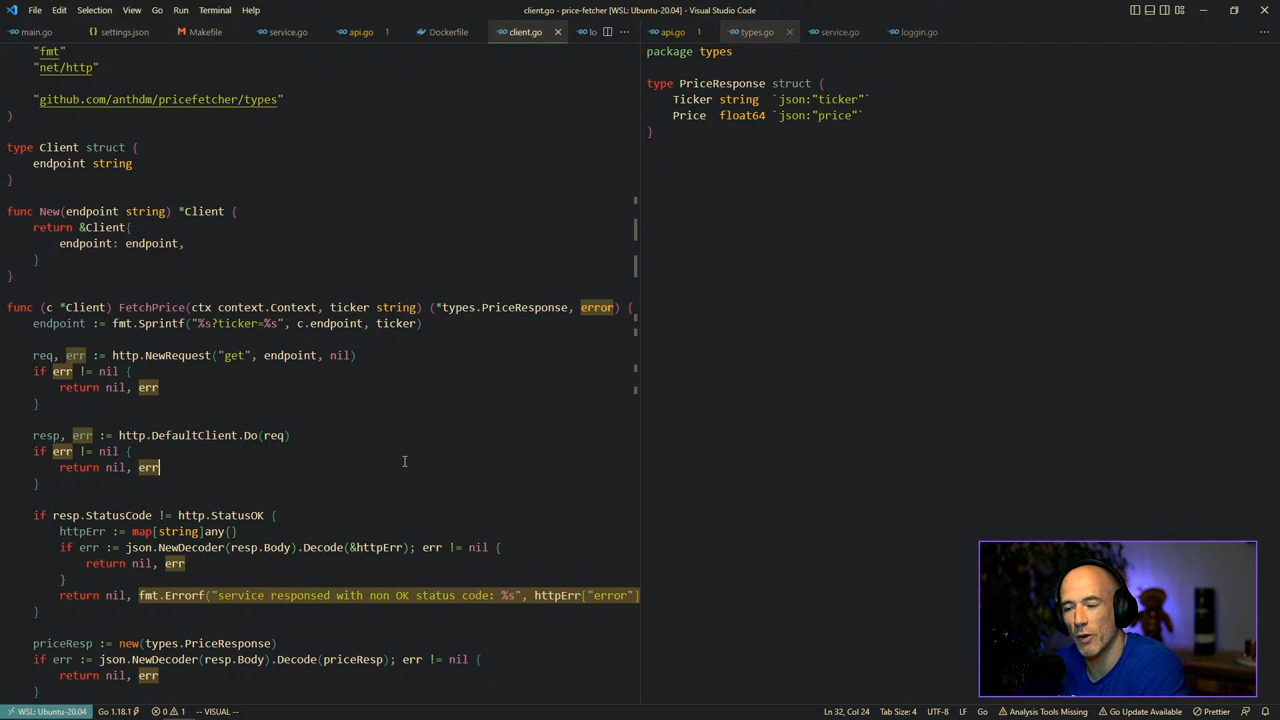 File Edit Selection View Go Run Terminal Help
client.go - price-fetcher [WSL: Ubuntu-20.04] - Visual Studio Code
main.go settings.json Makefile service.go api.go 1 Dockerfile client.go lo
"fmt"
"net/http"
"github.com/anthdm/pricefetcher/types"
)
type Client struct {
endpoint string
}
func New(endpoint string) *Client {
return &Client{
endpoint: endpoint,
}
}
func (c *Client) FetchPrice(ctx context.Context, ticker string) (*types.PriceResponse, error) {
endpoint := fmt.Sprintf("%s?ticker=%s", c.endpoint, ticker)
req, err := http.NewRequest("get", endpoint, nil)
if err != nil {
return nil, err
}
resp, err := http.DefaultClient.Do(req)
if err != nil {
return nil, err
}
if resp.StatusCode != http.StatusOK {
httpErr := map[string]any{}
if err := json.NewDecoder(resp.Body).Decode(&httpErr); err != nil {
return nil, err
}
return nil, fmt.Errorf("service responsed with non OK status code: %s", httpErr["error"]
}
priceResp := new(types.PriceResponse)
if err := json.NewDecoder(resp.Body).Decode(priceResp); err != nil {
return nil, err
}
api.go 1 types.go service.go loggin.go
package types
type PriceResponse struct {
Ticker string `json:"ticker"`
Price float64 `json:"price"`
}
WSL: Ubuntu-20.04 Go 1.18.1 0 1 -- VISUAL --
Ln 32, Col 24 Tab Size: 4 UTF-8 LF Go Analysis Tools Missing Go Update Available Prettier